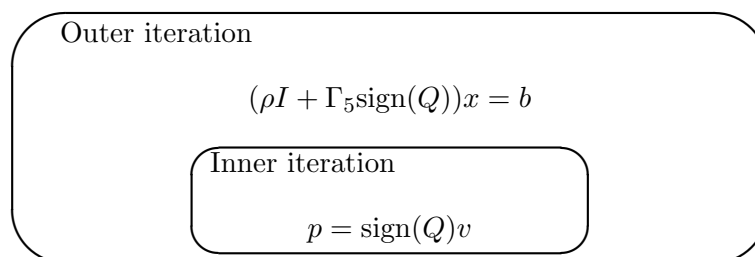 Outer iteration
(ρI + Γ₅sign(Q))x = b
Inner iteration
p = sign(Q)v